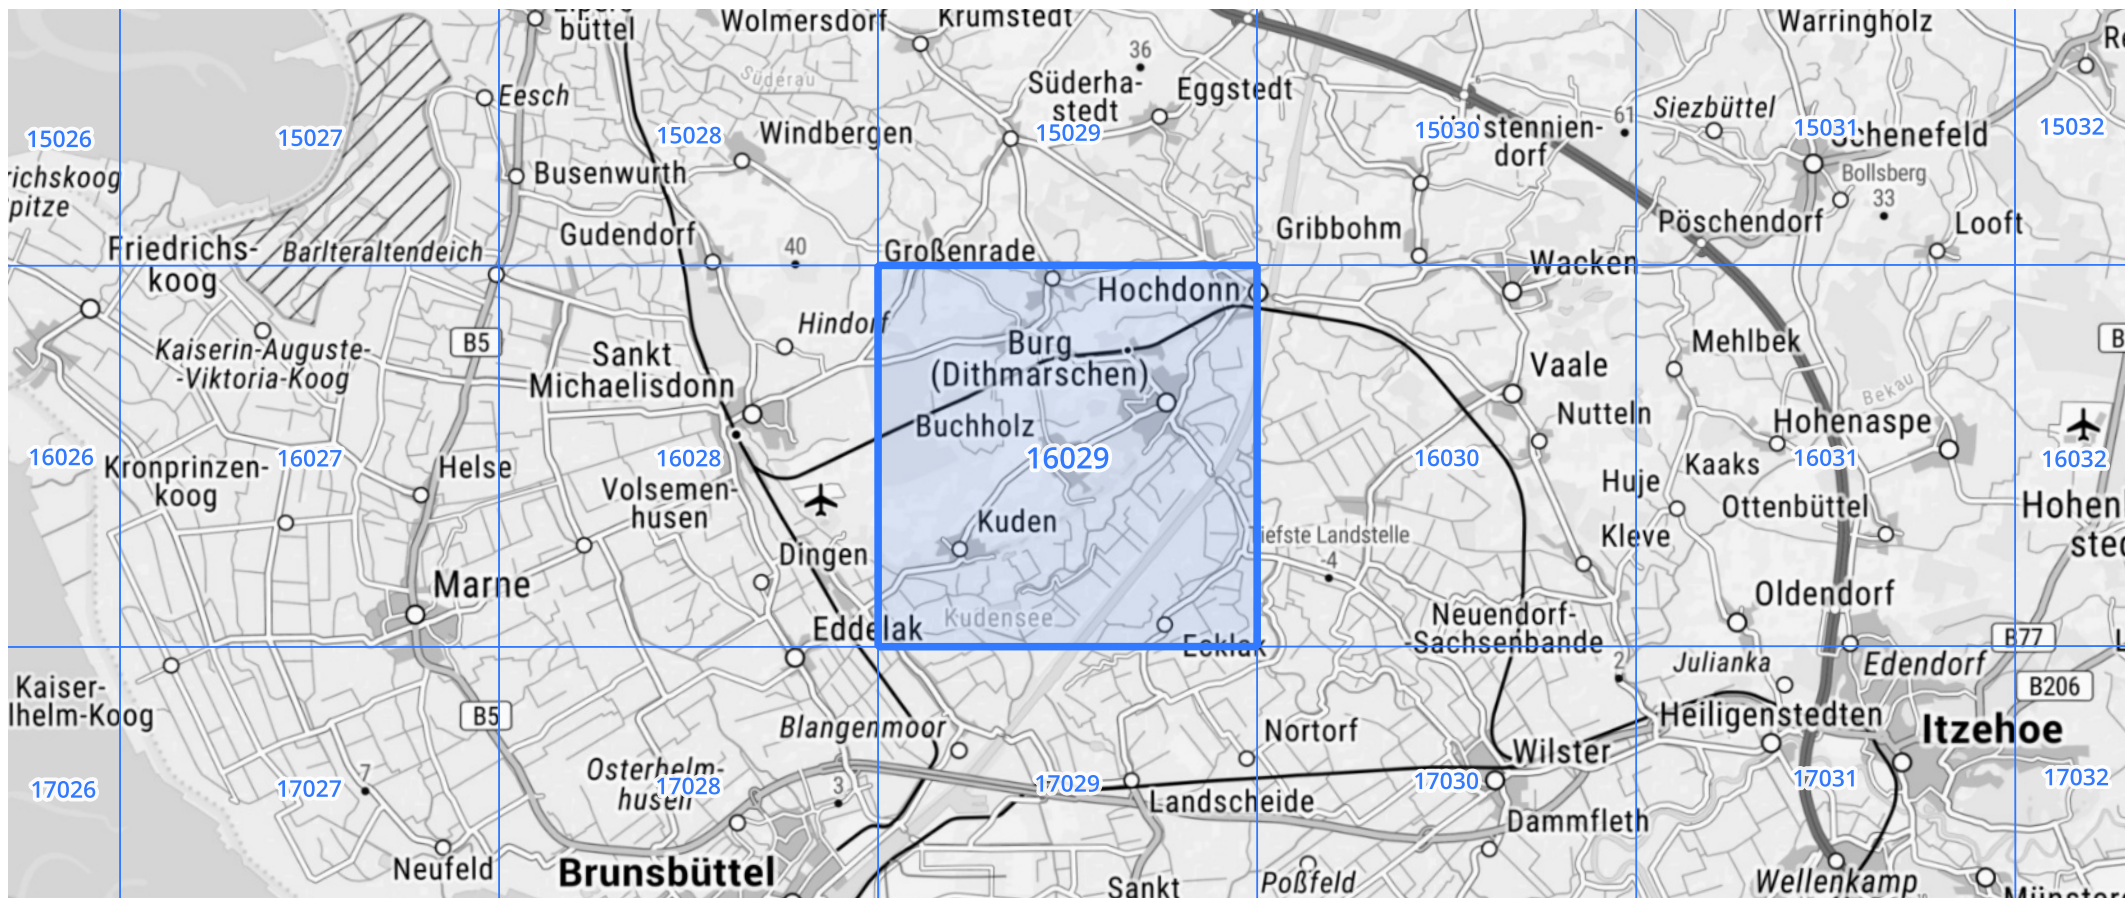 büttel
Wolmersdorf
Krumstedt
Warringholz
36
Süderau
Süderha-
stedt
Eggstedt
Eesch
61
Siezbüttel
15026
15027
15028
Windbergen
15029
15030
stennien-
dorf
15031
Schenefeld
15032
richskoog
pitze
Busenwurth
Bollsberg
33
Friedrichs-
koog
Barlteraltendeich
Gudendorf
40
Großenrade
Gribbohm
Pöschendorf
Looft
Wacken
Hochdonn
Kaiserin-Auguste-
-Viktoria-Koog
B5
Hindorf
Sankt
Michaelisdonn
Burg
(Dithmarschen)
Mehlbek
B
Vaale
Bekau
Buchholz
Nutteln
Hohenaspe
16026
Kronprinzen-
koog
16027
Helse
16028
16029
16030
Kaaks
16031
16032
Volsemen-
husen
Huje
Ottenbüttel
Hohen
sted
Kuden
Tiefste Landstelle
-4
Kleve
Dingen
Marne
Oldendorf
Eddelak
Kudensee
Ecklak
Neuendorf-
-Sachsenbande
B77
2
Julianka
Edendorf
Kaiser-
lhelm-Koog
B5
B206
Blangenmoor
Nortorf
Heiligenstedten
Itzehoe
Wilster
Osterhelm-
husen
17026
17027
7
17028
3
17029
17030
17031
17032
Landscheide
Dammfleth
Neufeld
Brunsbüttel
Sankt
Poßfeld
Wellenkamp